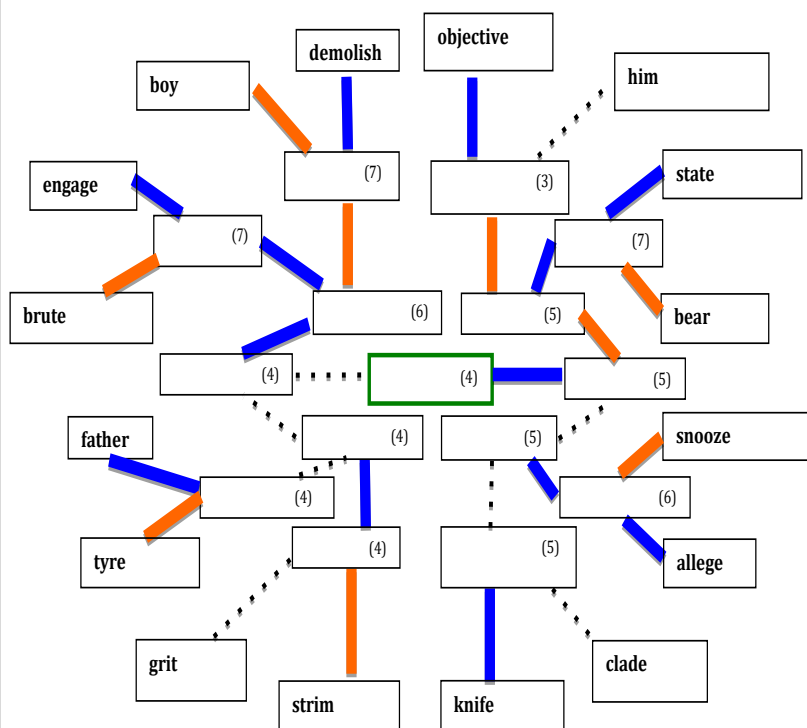 objective
demolish
him
boy
(7)
(3)
state
engage
(7)
(7)
brute
(6)
(5)
bear
(4)
(4)
(5)
father
(4)
(5)
snooze
(4)
(6)
tyre
(4)
(5)
allege
grit
clade
strim
knife